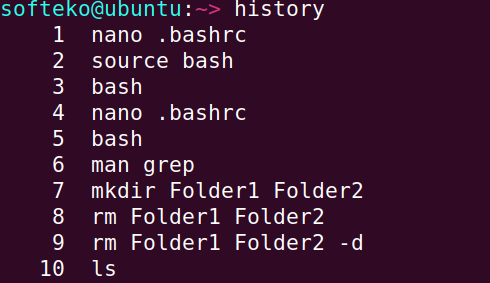 softeko@ubuntu:~> history
1 nano .bashrc
2 source bash
3 bash
4 nano .bashrc
5 bash
6 man grep
7 mkdir Folder1 Folder2
8 rm Folder1 Folder2
9 rm Folder1 Folder2 -d
10 ls